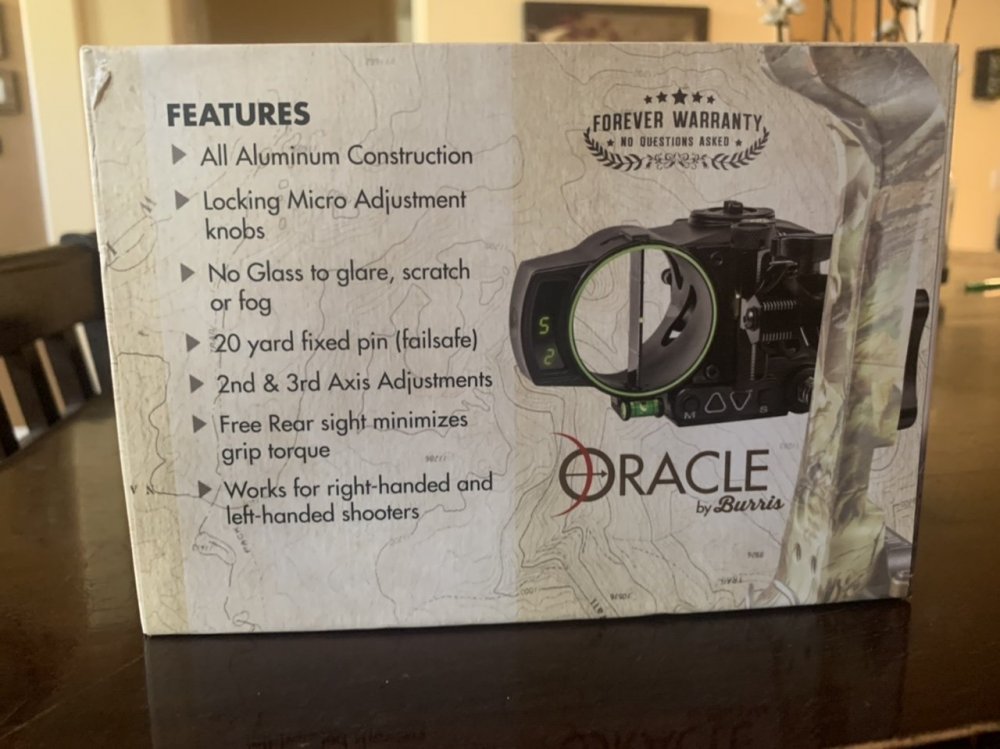 FEATURES
All Aluminum Construction
Locking Micro Adjustment
knobs
No Glass to glare, scratch
or fog
20 yard fixed pin (failsafe)
2nd & 3rd Axis Adjustments
Free Rear sight minimizes
grip torque
Works for right-handed and
left-handed shooters
FOREVER WARRANTY
NO QUESTIONS ASKED
5
2
M S
ORACLE
by Burris